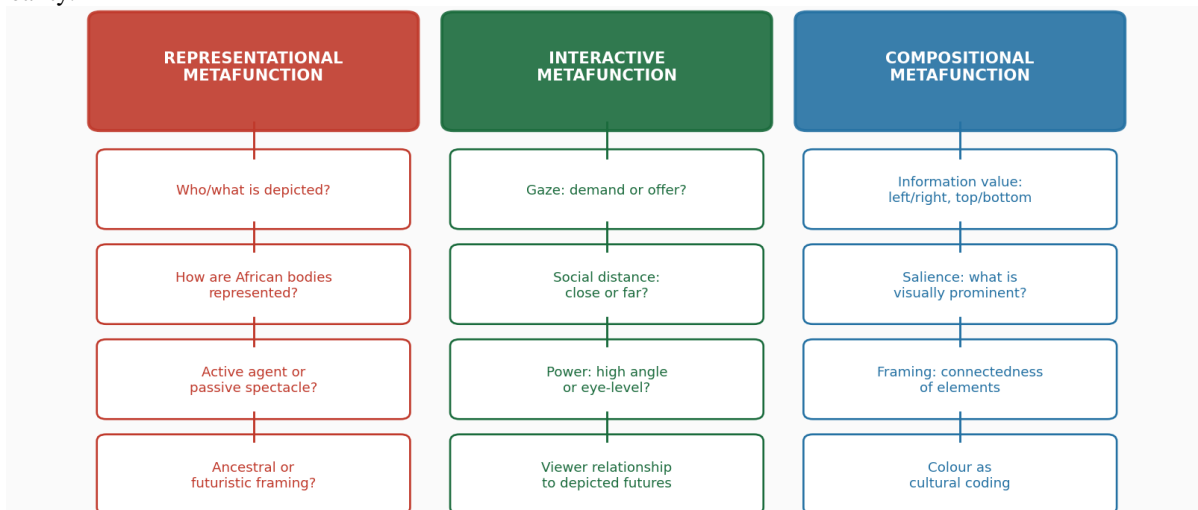 REPRESENTATIONAL
METAFUNCTION
Who/what is depicted?
How are African bodies
represented?
Active agent or
passive spectacle?
Ancestral or
futuristic framing?
INTERACTIVE
METAFUNCTION
Gaze: demand or offer?
Social distance:
close or far?
Power: high angle
or eye-level?
Viewer relationship
to depicted futures
COMPOSITIONAL
METAFUNCTION
Information value:
left/right, top/bottom
Salience: what is
visually prominent?
Framing: connectedness
of elements
Colour as
cultural coding